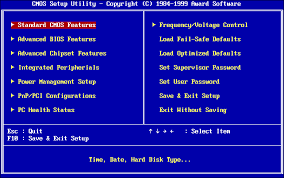 CMOS Setup Utility - Copyright (C) 1984-1999 Award Software
► Standard CMOS Features
► Advanced BIOS Features
► Advanced Chipset Features
► Integrated Peripherals
► Power Management Setup
► PnP/PCI Configurations
► PC Health Status
► Frequency/Voltage Control
Load Fail-Safe Defaults
Load Optimized Defaults
Set Supervisor Password
Set User Password
Save & Exit Setup
Exit Without Saving
Esc : Quit
F10 : Save & Exit Setup
↑ ↓ → ← : Select Item
Time, Date, Hard Disk Type...